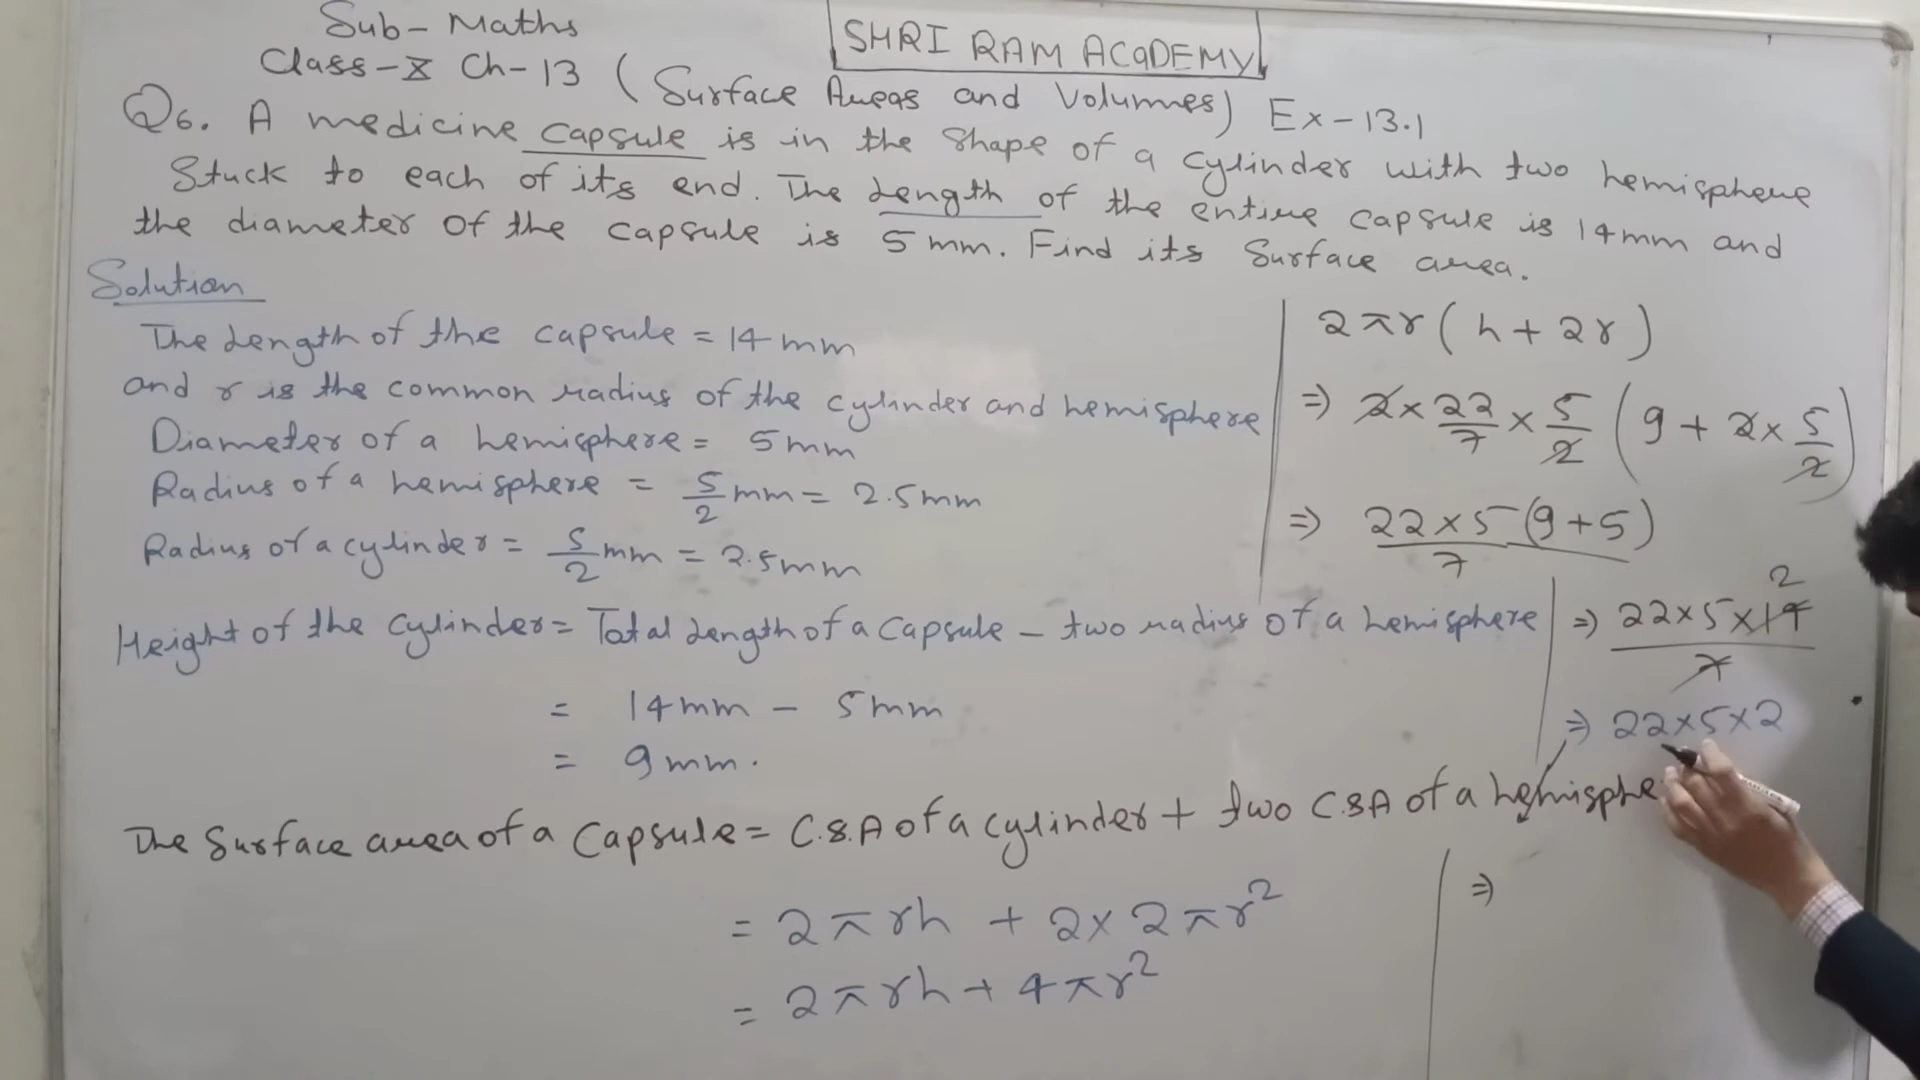 Sub- Maths
SHRI RAM ACADEMY
Class-X Ch-13 (Surface Areas and Volumes) Ex-13.1
Q6. A medicine capsule is in the shape of a cylinder with two hemisphere
Stuck to each of its end. The Length of the entire capsule is 14mm and
the diameter of the capsule is 5mm. Find its Surface area.
Solution
The Length of the capsule = 14mm
and r is the common radius of the cylinder and hemisphere
Diameter of a hemisphere = 5mm
Radius of a hemisphere = 5/2 mm = 2.5mm
Radius of a cylinder = 5/2 mm = 2.5mm
Height of the cylinder = Total Length of a Capsule - two radius of a hemisphere
= 14mm - 5mm
= 9mm.
The Surface area of a Capsule = C.S.A of a cylinder + two C.S.A of a hemisphe
= 2πrh + 2×2πr²
= 2πrh + 4πr²
2πr(h+2r)
⇒ 2×22/7×5/2(9+2×5/2)
⇒ 22×5(9+5)/7
2
⇒ 22×5×14/7
⇒ 22×5×2
⇒